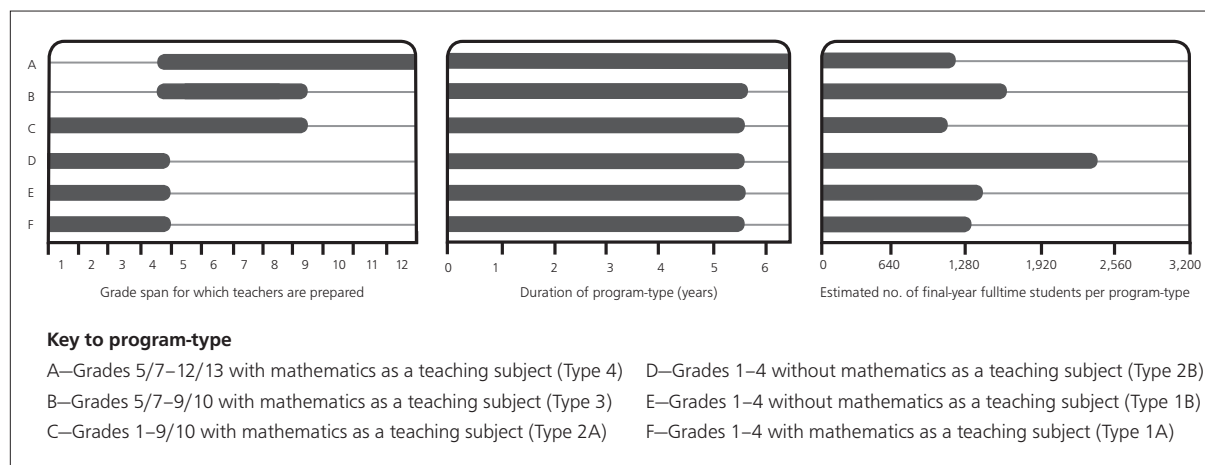 A
B
C
D
E
F
1 2 3 4 5 6 7 8 9 10 11 12
Grade span for which teachers are prepared
0 1 2 3 4 5 6
Duration of program-type (years)
0 640 1,280 1,920 2,560 3,200
Estimated no. of final-year fulltime students per program-type
Key to program-type
A—Grades 5/7–12/13 with mathematics as a teaching subject (Type 4)
B—Grades 5/7–9/10 with mathematics as a teaching subject (Type 3)
C—Grades 1–9/10 with mathematics as a teaching subject (Type 2A)
D—Grades 1–4 without mathematics as a teaching subject (Type 2B)
E—Grades 1–4 without mathematics as a teaching subject (Type 1B)
F—Grades 1–4 with mathematics as a teaching subject (Type 1A)